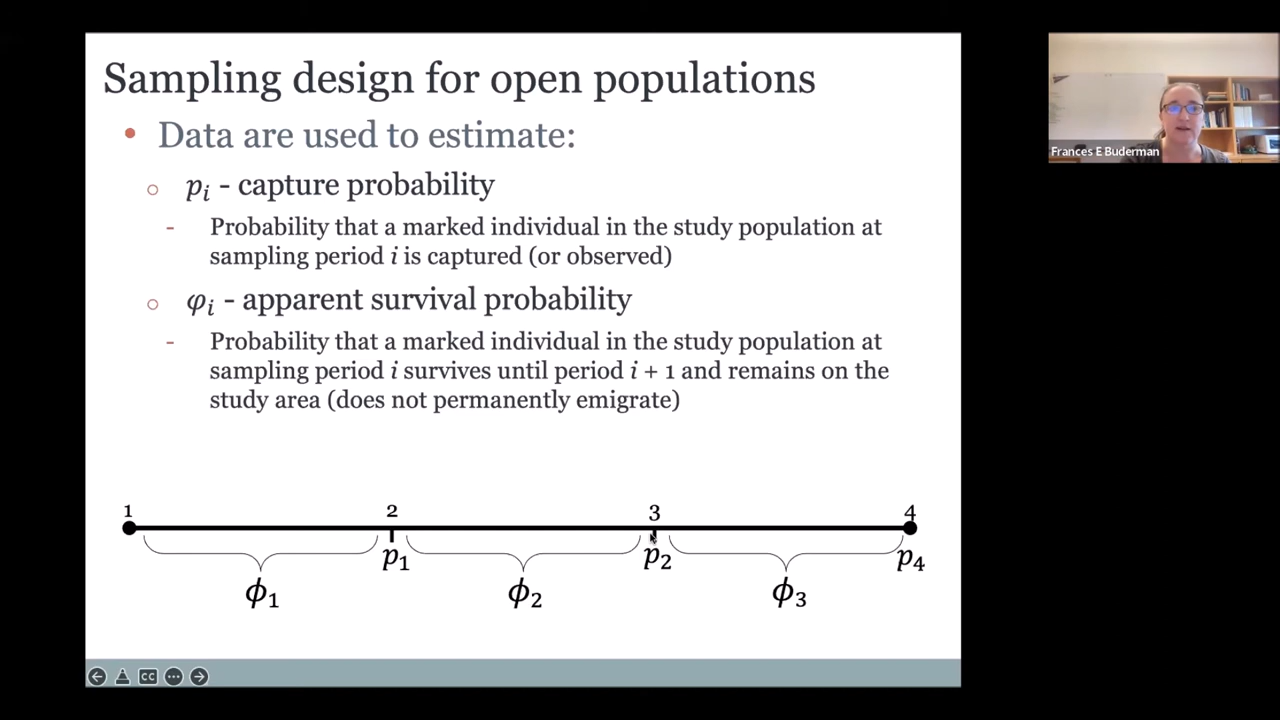 Sampling design for open populations
• Data are used to estimate:
○ pᵢ - capture probability
- Probability that a marked individual in the study population at
sampling period i is captured (or observed)
○ φᵢ - apparent survival probability
- Probability that a marked individual in the study population at
sampling period i survives until period i + 1 and remains on the
study area (does not permanently emigrate)
1 2 3 4
p₁ p₂ p₄
ϕ₁ ϕ₂ ϕ₃
CC
Frances E Buderman